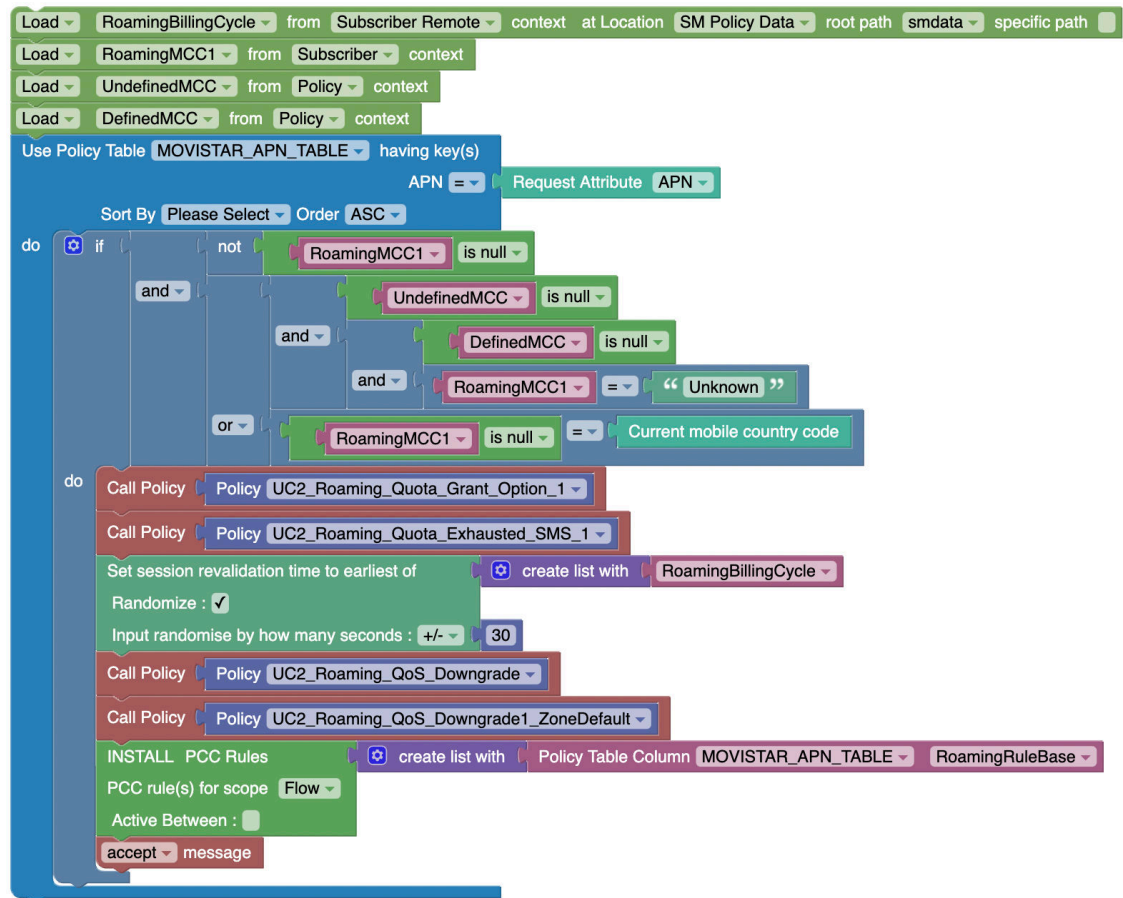 Load RoamingBillingCycle from Subscriber Remote context at Location SM Policy Data root path smdata specific path
Load RoamingMCC1 from Subscriber context
Load UndefinedMCC from Policy context
Load DefinedMCC from Policy context
Use Policy Table MOVISTAR_APN_TABLE having key(s)
APN = Request Attribute APN
Sort By Please Select Order ASC
do if not RoamingMCC1 is null
and UndefinedMCC is null
and DefinedMCC is null
and RoamingMCC1 = “ Unknown ”
or RoamingMCC1 is null = Current mobile country code
do Call Policy Policy UC2_Roaming_Quota_Grant_Option_1
Call Policy Policy UC2_Roaming_Quota_Exhausted_SMS_1
Set session revalidation time to earliest of create list with RoamingBillingCycle
Randomize :
Input randomise by how many seconds : +/- 30
Call Policy Policy UC2_Roaming_QoS_Downgrade
Call Policy Policy UC2_Roaming_QoS_Downgrade1_ZoneDefault
INSTALL PCC Rules create list with Policy Table Column MOVISTAR_APN_TABLE RoamingRuleBase
PCC rule(s) for scope Flow
Active Between :
accept message